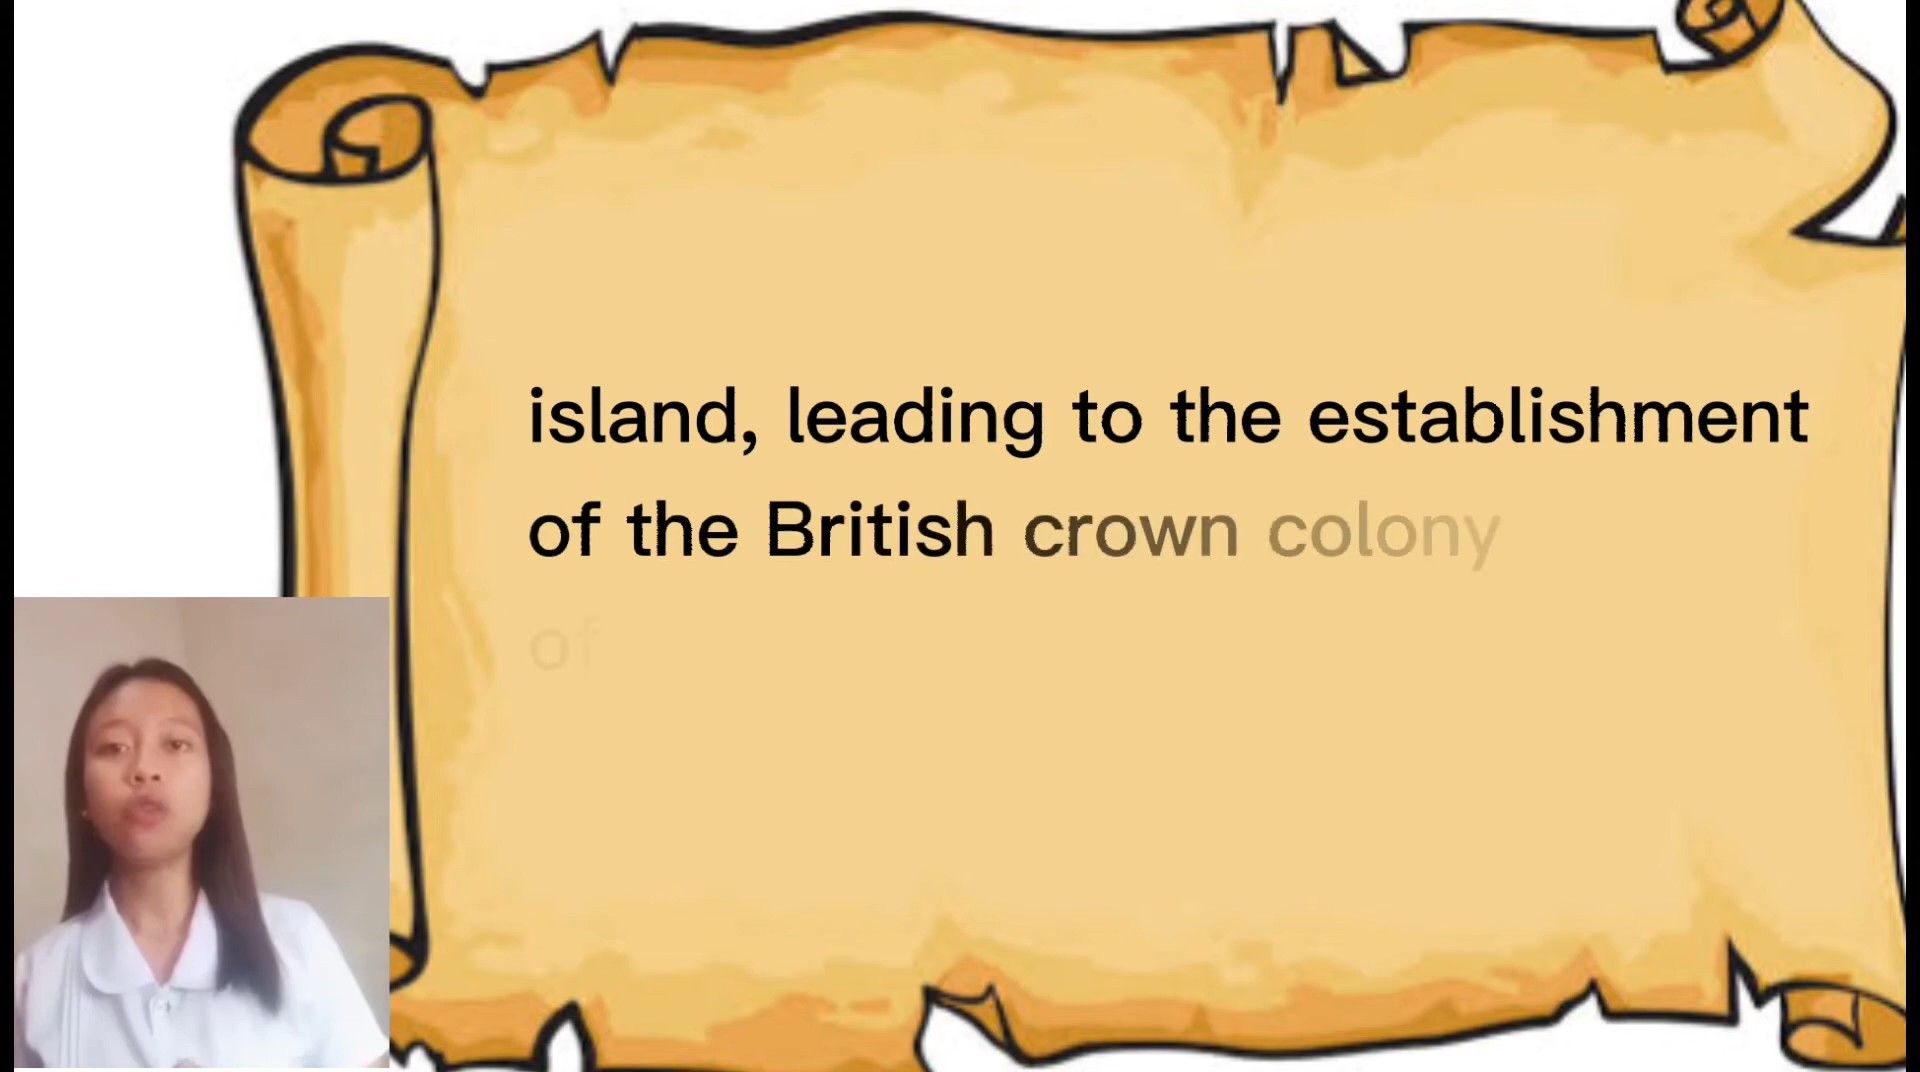 island, leading to the establishment
of the British crown colony
of